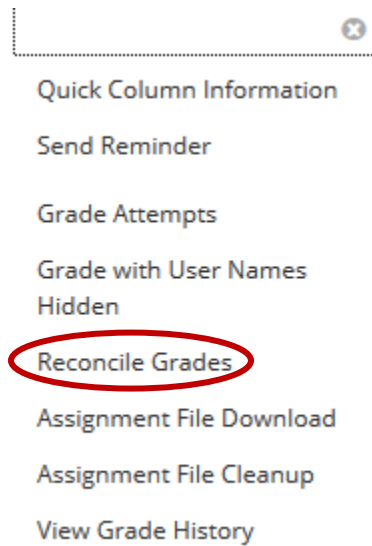 Quick Column Information
Send Reminder
Grade Attempts
Grade with User Names
Hidden
Reconcile Grades
Assignment File Download
Assignment File Cleanup
View Grade History